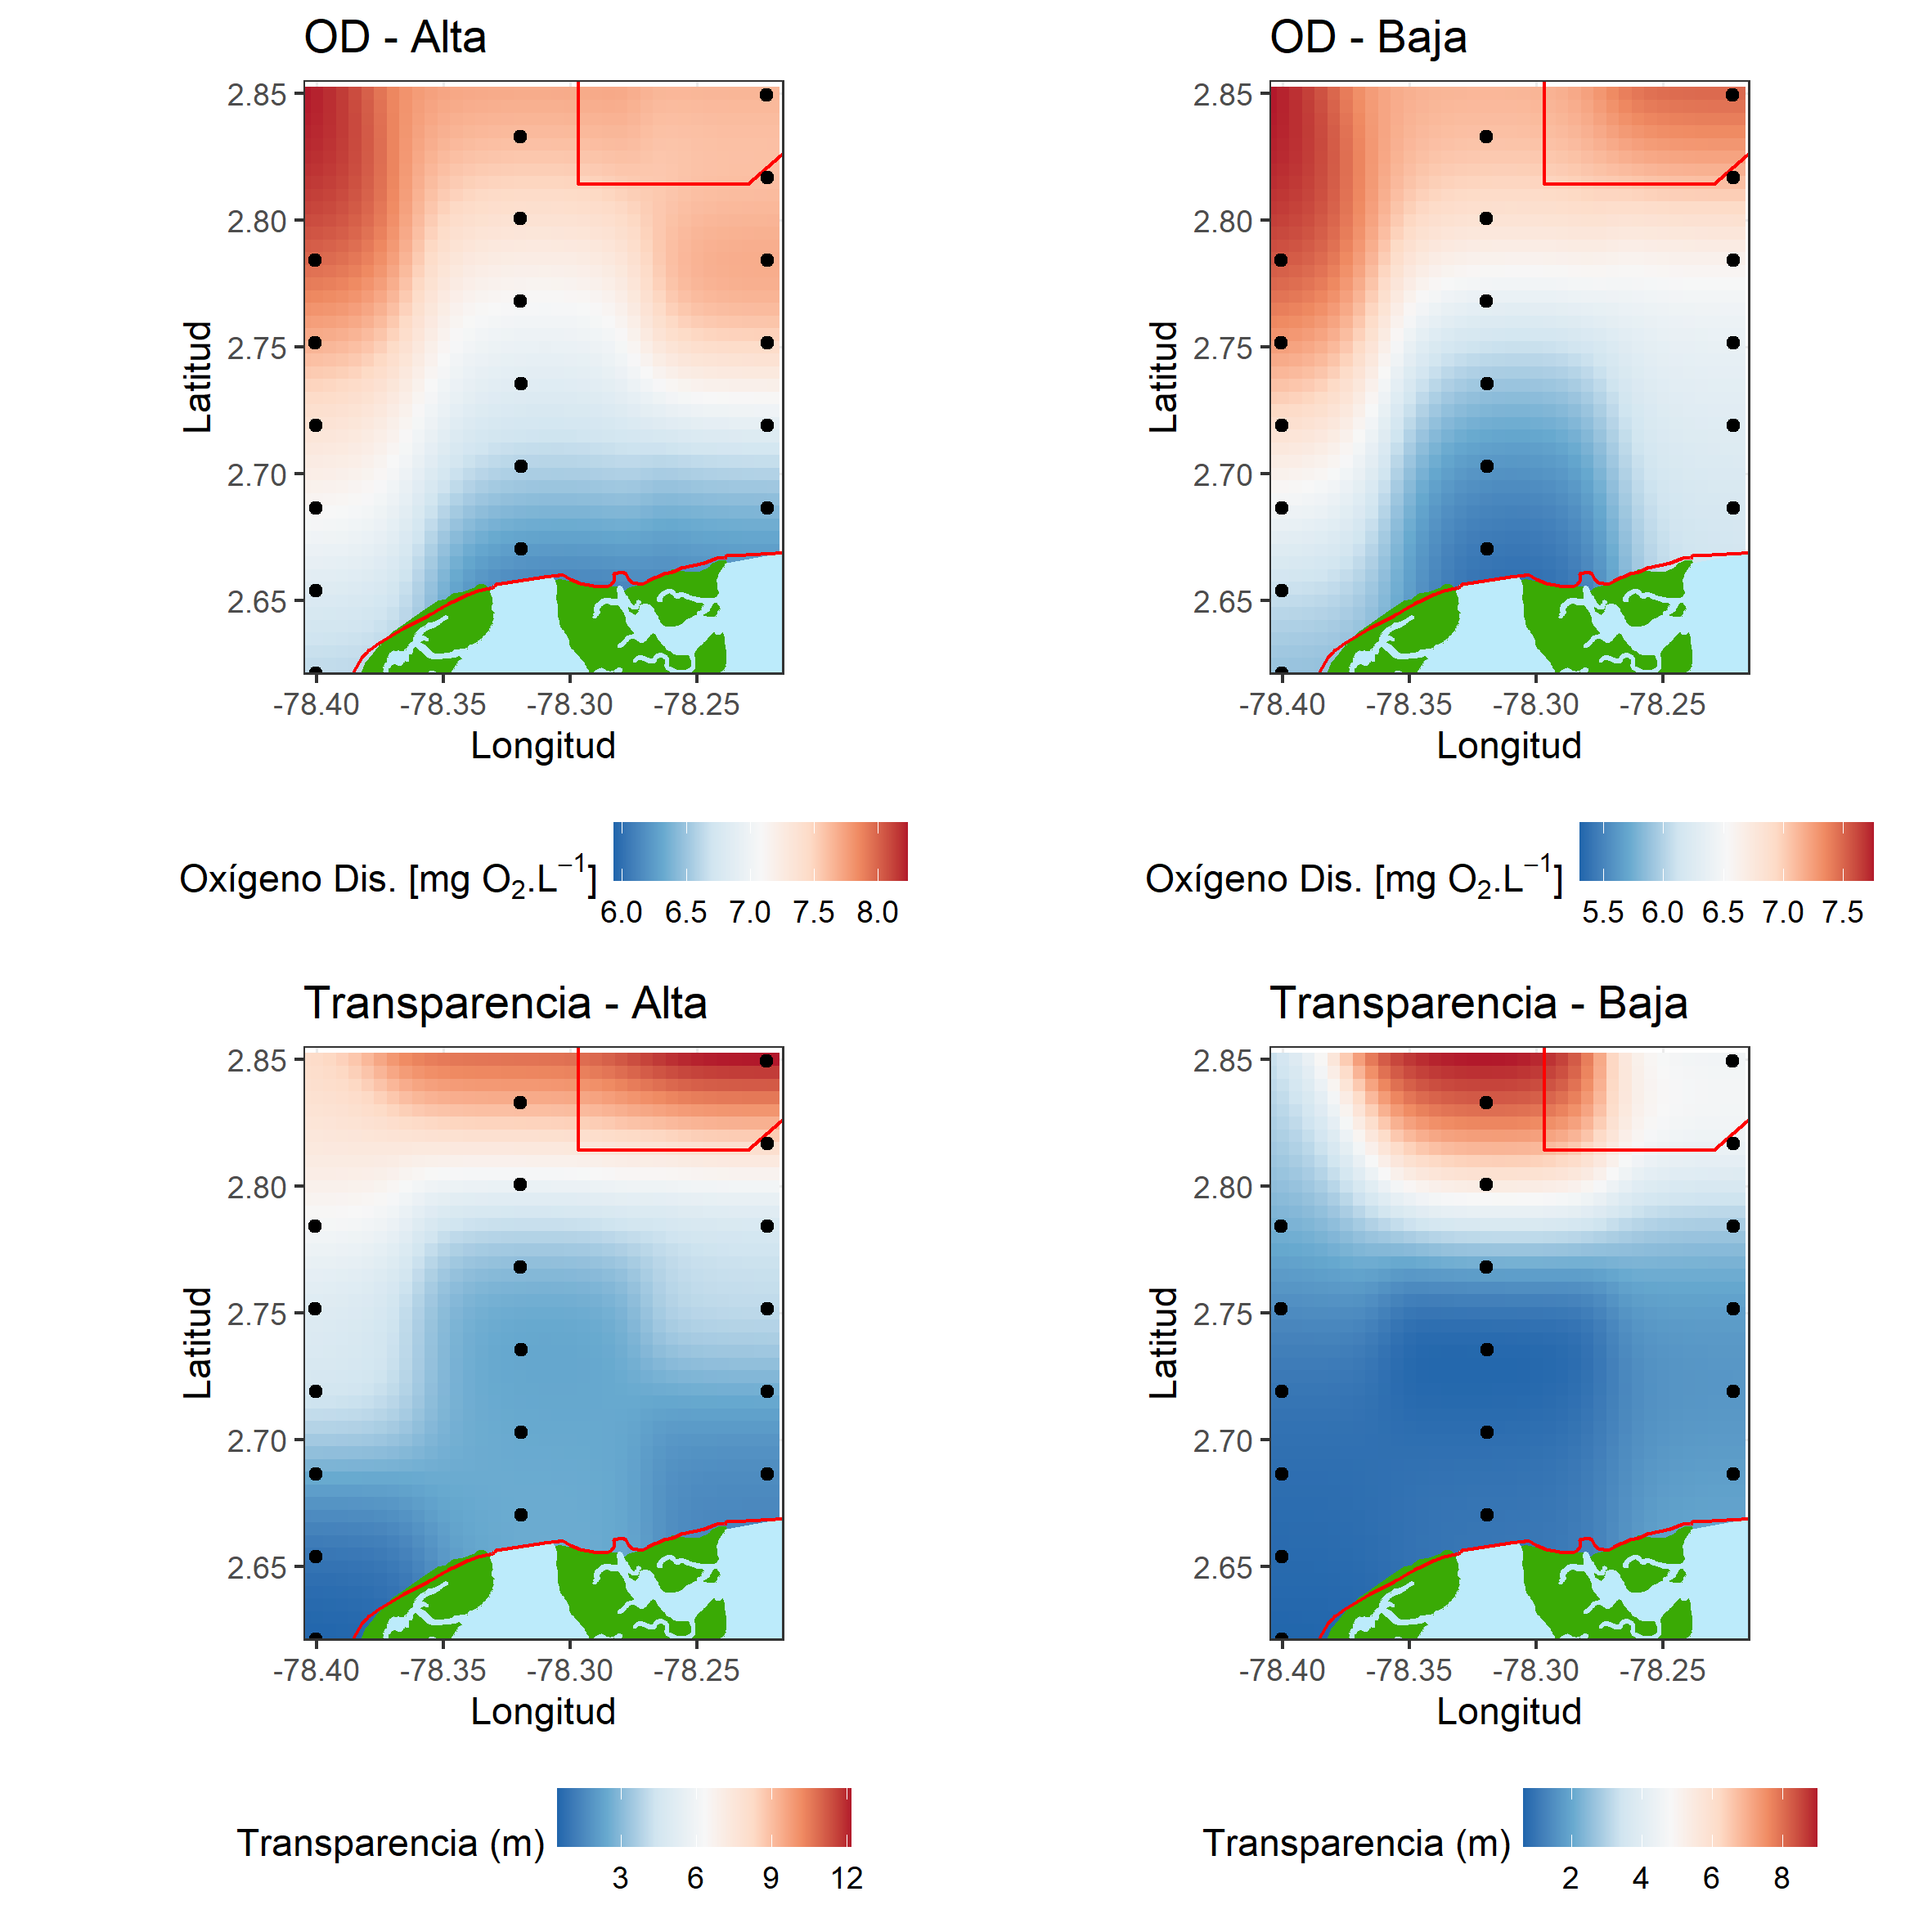 OD - Alta
2.85
2.80
2.75
2.70
2.65
Latitud
-78.40 -78.35 -78.30 -78.25
Longitud
Oxígeno Dis. [mg O₂.L⁻¹]
6.0 6.5 7.0 7.5 8.0
OD - Baja
2.85
2.80
2.75
2.70
2.65
Latitud
-78.40 -78.35 -78.30 -78.25
Longitud
Oxígeno Dis. [mg O₂.L⁻¹]
5.5 6.0 6.5 7.0 7.5
Transparencia - Alta
2.85
2.80
2.75
2.70
2.65
Latitud
-78.40 -78.35 -78.30 -78.25
Longitud
Transparencia (m)
3 6 9 12
Transparencia - Baja
2.85
2.80
2.75
2.70
2.65
Latitud
-78.40 -78.35 -78.30 -78.25
Longitud
Transparencia (m)
2 4 6 8